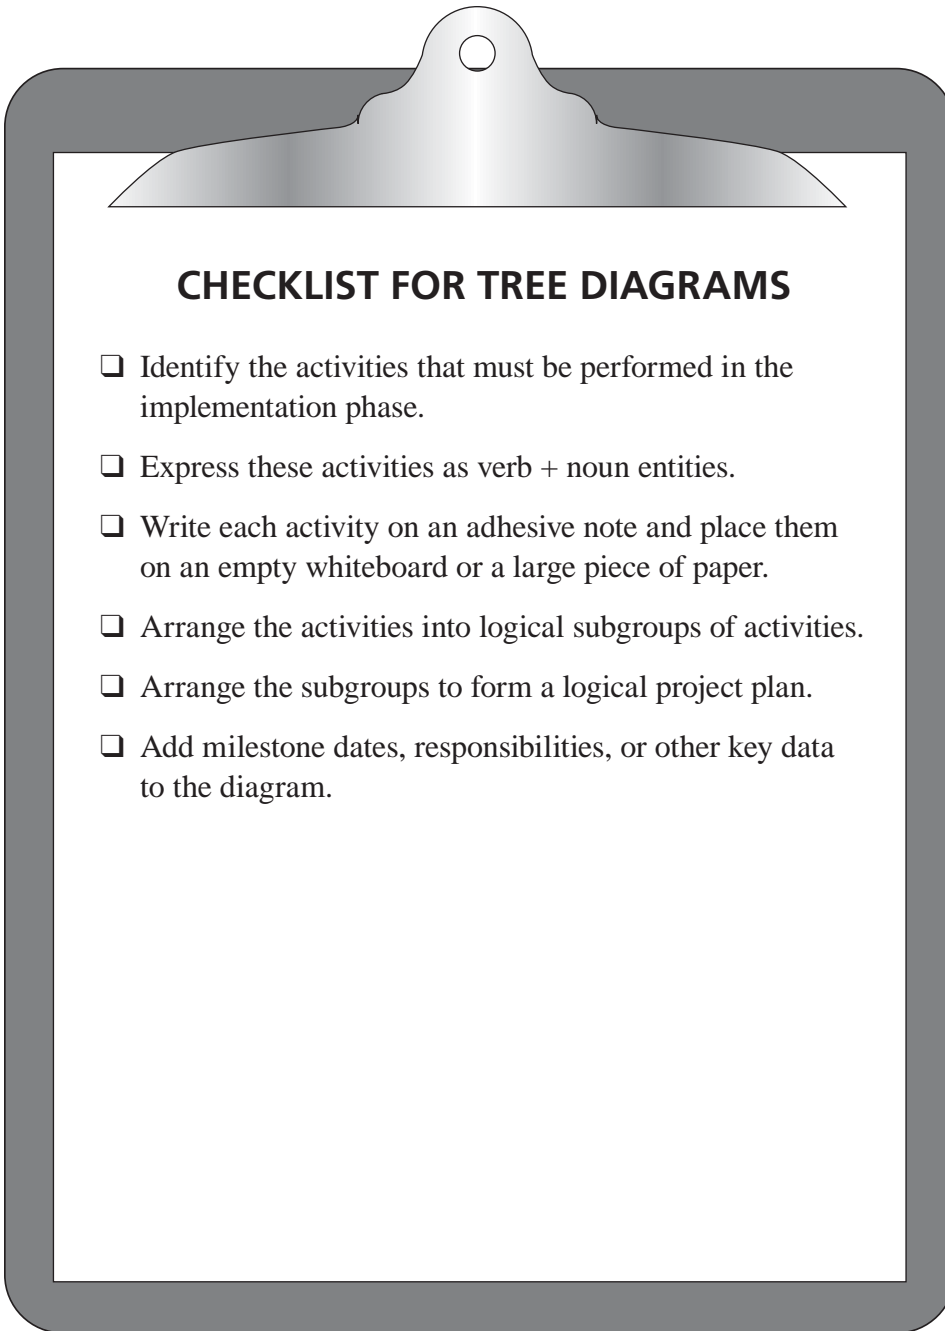 CHECKLIST FOR TREE DIAGRAMS
❑ Identify the activities that must be performed in the
implementation phase.
❑ Express these activities as verb + noun entities.
❑ Write each activity on an adhesive note and place them
on an empty whiteboard or a large piece of paper.
❑ Arrange the activities into logical subgroups of activities.
❑ Arrange the subgroups to form a logical project plan.
❑ Add milestone dates, responsibilities, or other key data
to the diagram.